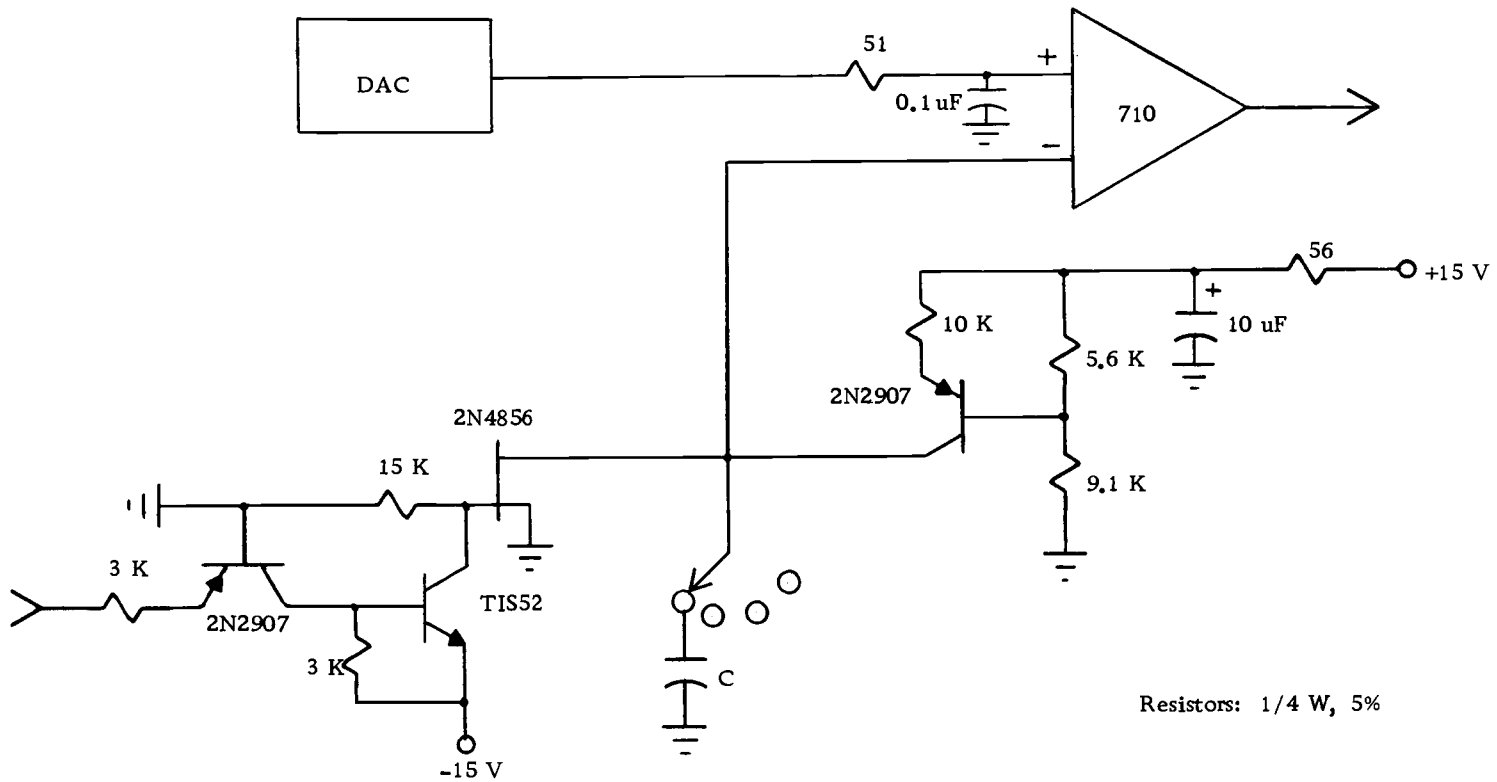 51
DAC
+
0.1 uF
710
-
56
+15 V
+
10 K
10 uF
5.6 K
2N2907
2N4856
15 K
9.1 K
3 K
TIS52
2N2907
3 K
C
Resistors: 1/4 W, 5%
-15 V